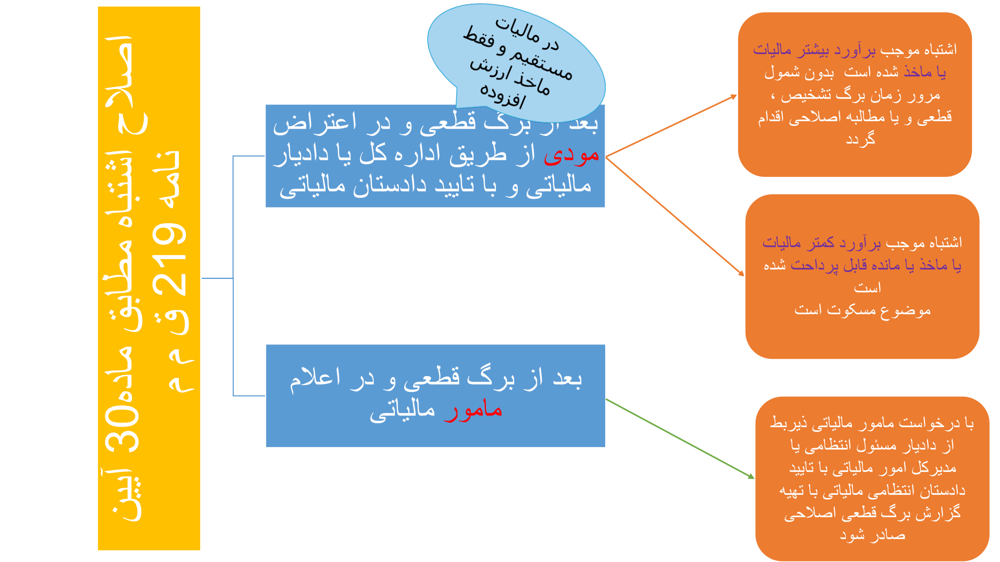 اصلاح اشتباه مطابق ماده30 آیین
نامه 219 ق م م
در مالیات
مستقیم و فقط
ماخذ ارزش
افزوده
بعد از برگ قطعی و در اعتراض
مودی از طریق اداره کل یا دادیار
مالیاتی و با تایید دادستان مالیاتی
اشتباه موجب برآورد بیشتر مالیات
یا ماخذ شده است بدون شمول
مرور زمان برگ تشخیص ،
قطعی و یا مطالبه اصلاحی اقدام
گردد
اشتباه موجب برآورد کمتر مالیات
یا ماخذ یا مانده قابل پرداحت شده
است
موضوع مسکوت است
بعد از برگ قطعی و در اعلام
مامور مالیاتی
با درخواست مامور مالیاتی ذیربط
از دادیار مسئول انتظامی یا
مدیرکل امور مالیاتی با تایید
دادستان انتظامی مالیاتی با تهیه
گزارش برگ قطعی اصلاحی
صادر شود